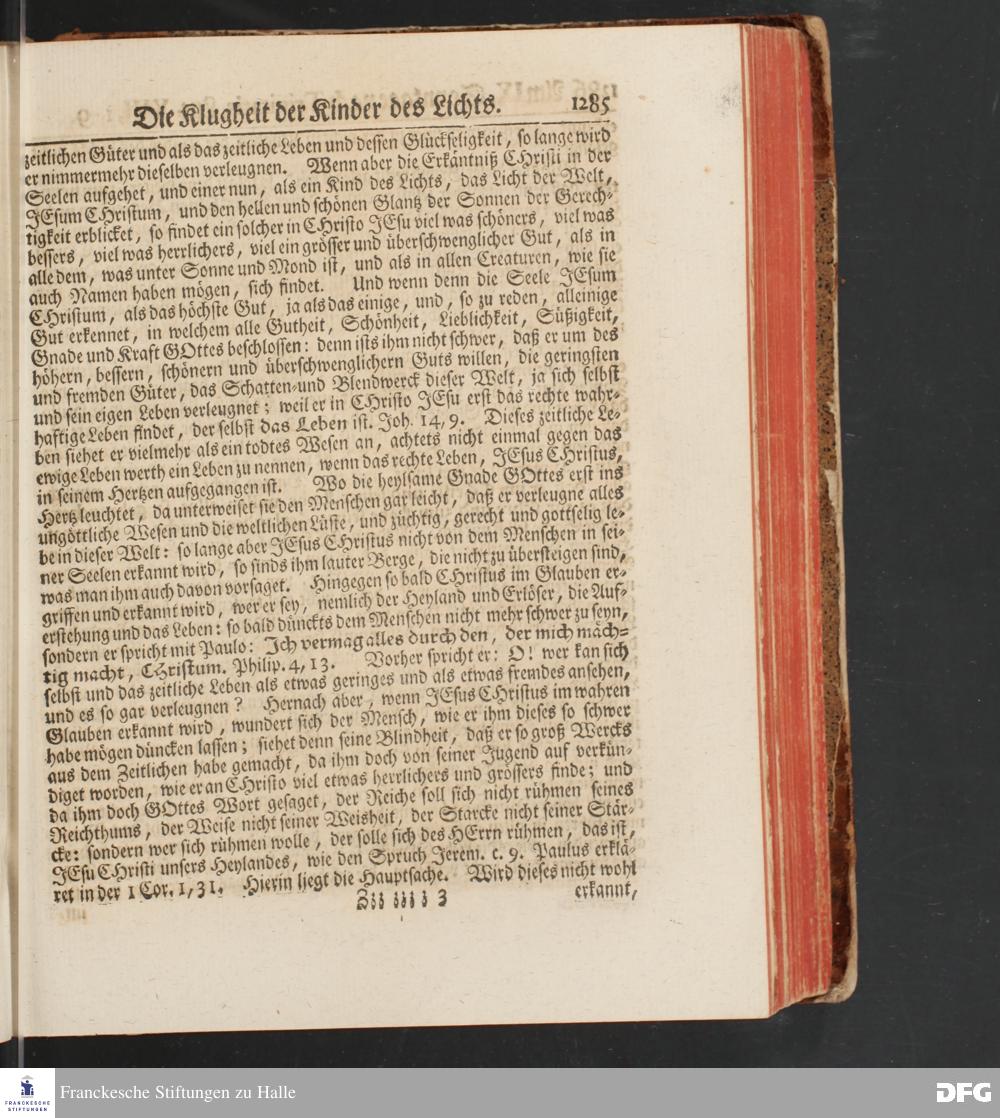 Die Klugheit der Kinder des Lichts. 1285
zeitlichen Güter und als das zeitliche Leben und dessen Glückseligkeit, so lange wird
er nimmermehr dieselben verleugnen. Wenn aber die Erkäntniß CHristi in der
Seelen aufgehet, und einer nun, als ein Kind des Lichts, das Licht der Welt,
JEsum CHristum, und den hellen und schönen Glantz der Sonnen der Gerech-
tigkeit erblicket, so findet ein solcher in CHristo JEsu viel was schöners, viel was
bessers, viel was herrlichers, viel ein grösser und überschwenglicher Gut, als in
alle dem, was unter Sonne und Mond ist, und als in allen Creaturen, wie sie
auch Namen haben mögen, sich findet. Und wenn denn die Seele JEsum
CHristum, als das höchste Gut, ja als das einige, und, so zu reden, alleinige
Gut erkennet, in welchem alle Gutheit, Schönheit, Lieblichkeit, Süßigkeit,
Gnade und Kraft GOttes beschlossen: denn ists ihm nicht schwer, daß er um des
höhern, bessern, schönern und überschwenglichern Guts willen, die geringsten
und fremden Güter, das Schatten- und Blendwerck dieser Welt, ja sich selbst
und sein eigen Leben verleugnet; weil er in CHristo JEsu erst das rechte wahr-
haftige Leben findet, der selbst das Leben ist. Joh. 14, 9. Dieses zeitliche Le-
ben siehet er vielmehr als ein todtes Wesen an, achtets nicht einmal gegen das
ewige Leben werth ein Leben zu nennen, wenn das rechte Leben, JEsus CHristus,
in seinem Hertzen aufgegangen ist. Wo die heylsame Gnade GOttes erst ins
Hertz leuchtet, da unterweiset sie den Menschen gar leicht, daß er verleugne alles
ungöttliche Wesen und die weltlichen Lüste, und züchtig, gerecht und gottselig le-
be in dieser Welt: so lange aber JEsus CHristus nicht von dem Menschen in sei-
ner Seelen erkannt wird, so sinds ihm lauter Berge, die nicht zu übersteigen sind,
was man ihm auch davon vorsaget. Hingegen so bald CHristus im Glauben er-
griffen und erkannt wird, wer er sey, nemlich der Heyland und Erlöser, die Auf-
erstehung und das Leben: so bald dünckts dem Menschen nicht mehr schwer zu seyn,
sondern er spricht mit Paulo: Ich vermag alles durch den, der mich mäch-
tig macht, CHristum. Philip. 4, 13. Vorher spricht er: O! wer kan sich
selbst und das zeitliche Leben als etwas geringes und als etwas fremdes ansehen,
und es so gar verleugnen? Hernach aber, wenn JEsus CHristus im wahren
Glauben erkannt wird, wundert sich der Mensch, wie er ihm dieses so schwer
habe mögen düncken lassen; siehet denn seine Blindheit, daß er so groß Wercks
aus dem Zeitlichen habe gemacht, da ihm doch von seiner Jugend auf verkün-
diget worden, wie er an CHristo viel etwas herrlichers und grössers finde; und
da ihm doch GOttes Wort gesaget, der Reiche soll sich nicht rühmen seines
Reichthums, der Weise nicht seiner Weisheit, der Starcke nicht seiner Stär-
cke: sondern wer sich rühmen wolle, der solle sich des HErrn rühmen, das ist,
JEsu CHristi unsers Heylandes, wie den Spruch Jerem. c. 9. Paulus erklä-
ret in der 1 Cor. 1, 31. Hierin liegt die Hauptsache. Wird dieses nicht wohl
Zii iiii i 3 erkannt,
FRANCKESCHE STIFTUNGEN
Franckesche Stiftungen zu Halle
DFG